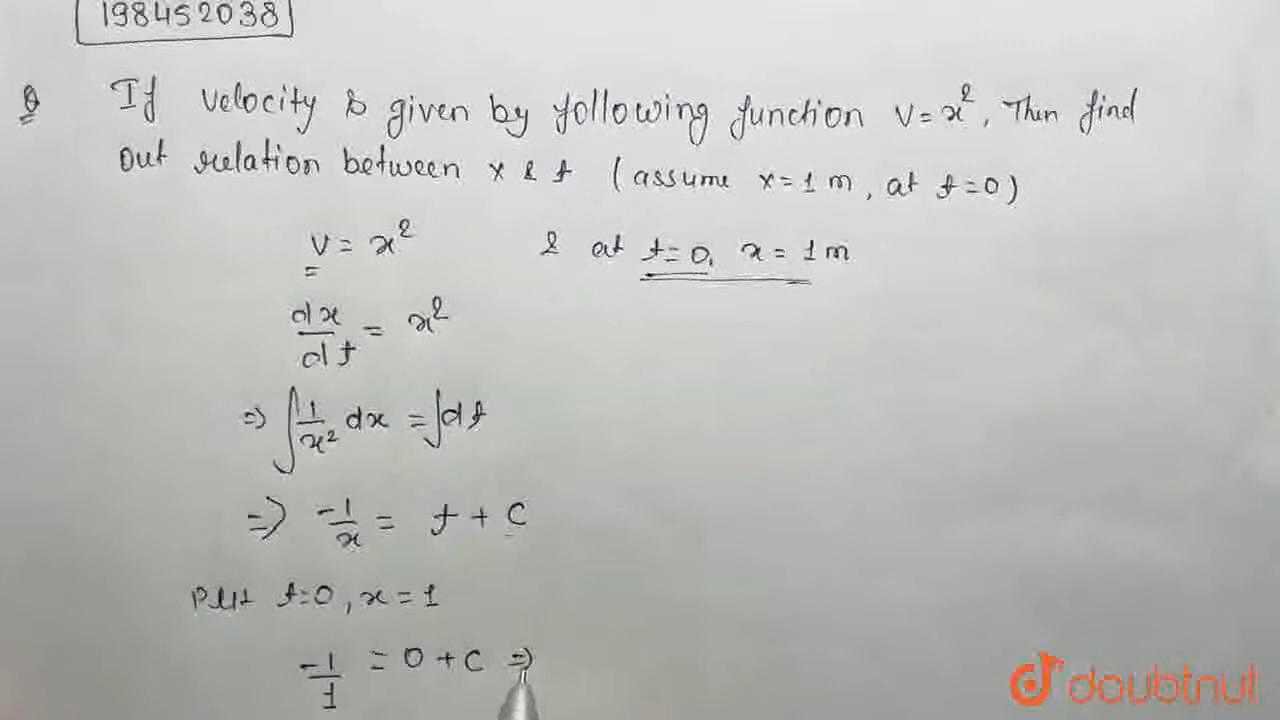 198452038
Q If velocity is given by following function v = x², Then find
out relation between x & t (assume x = 1 m, at t = 0)
v = x² & at t = 0, x = 1 m
dx/dt = x²
⇒ ∫ 1/x² dx = ∫ dt
⇒ -1/x = t + c
Put t = 0, x = 1
-1/1 = 0 + c ⇒
doubtnut